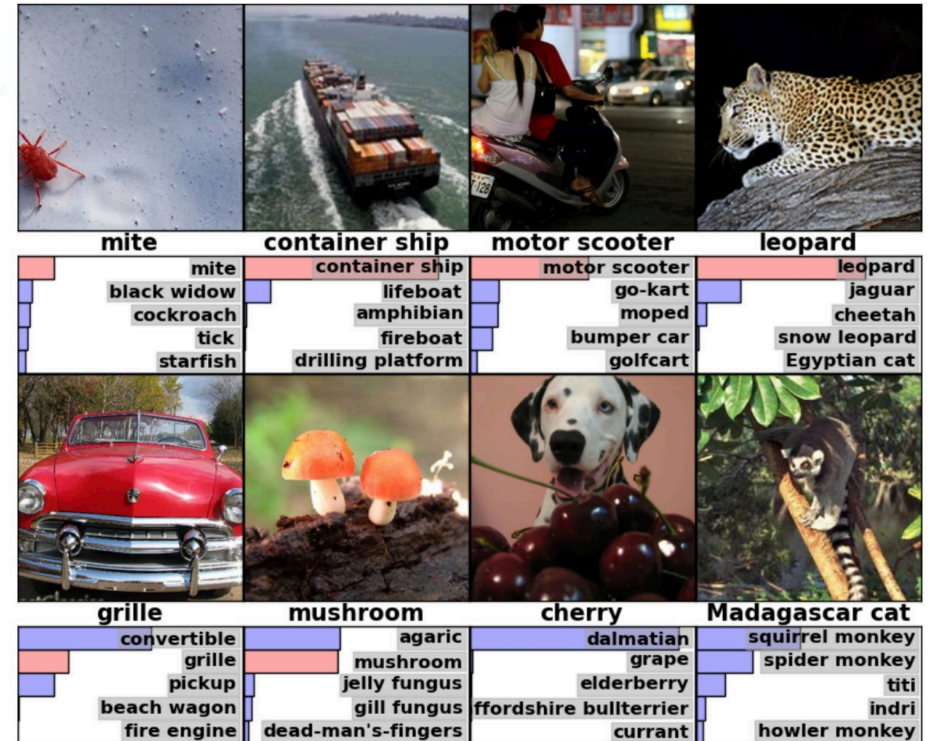 T-128
mite
container ship
motor scooter
leopard
mite
black widow
cockroach
tick
starfish
container ship
lifeboat
amphibian
fireboat
drilling platform
motor scooter
go-kart
moped
bumper car
golfcart
leopard
jaguar
cheetah
snow leopard
Egyptian cat
grille
mushroom
cherry
Madagascar cat
convertible
grille
pickup
beach wagon
fire engine
agaric
mushroom
jelly fungus
gill fungus
dead-man's-fingers
dalmatian
grape
elderberry
ffordshire bullterrier
currant
squirrel monkey
spider monkey
titi
indri
howler monkey